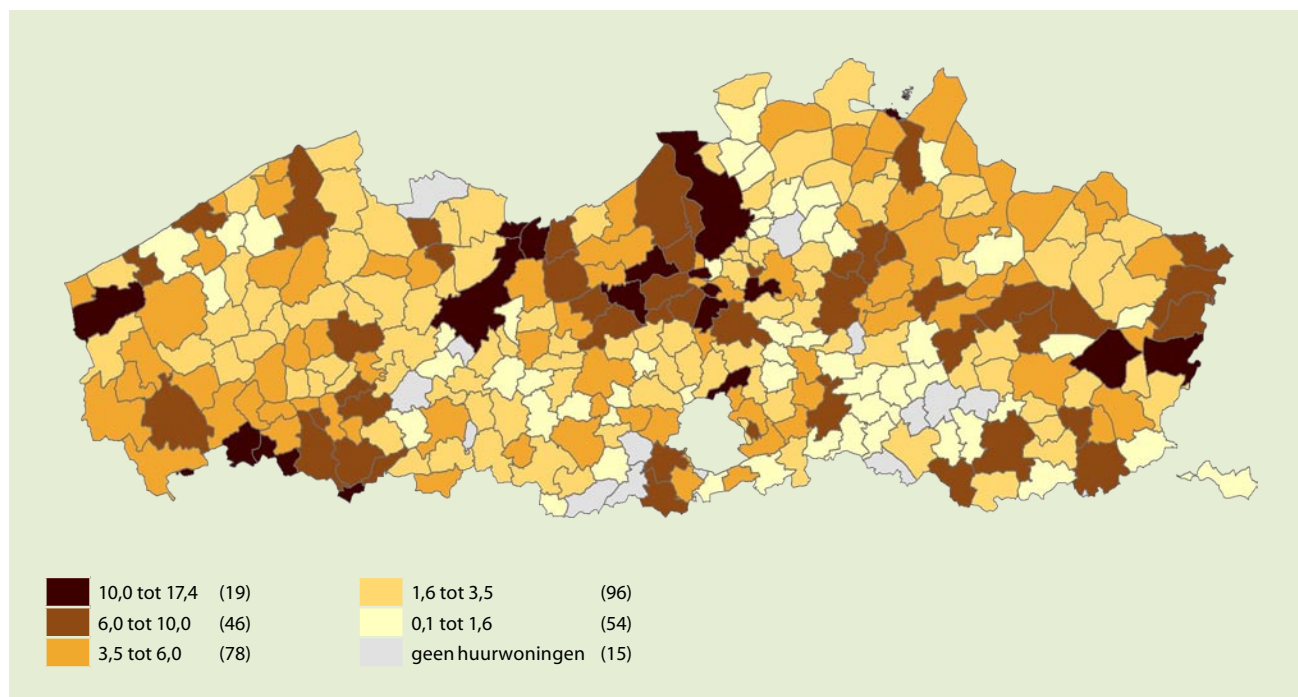 10,0 tot 17,4 (19)
6,0 tot 10,0 (46)
3,5 tot 6,0 (78)
1,6 tot 3,5 (96)
0,1 tot 1,6 (54)
geen huurwoningen (15)